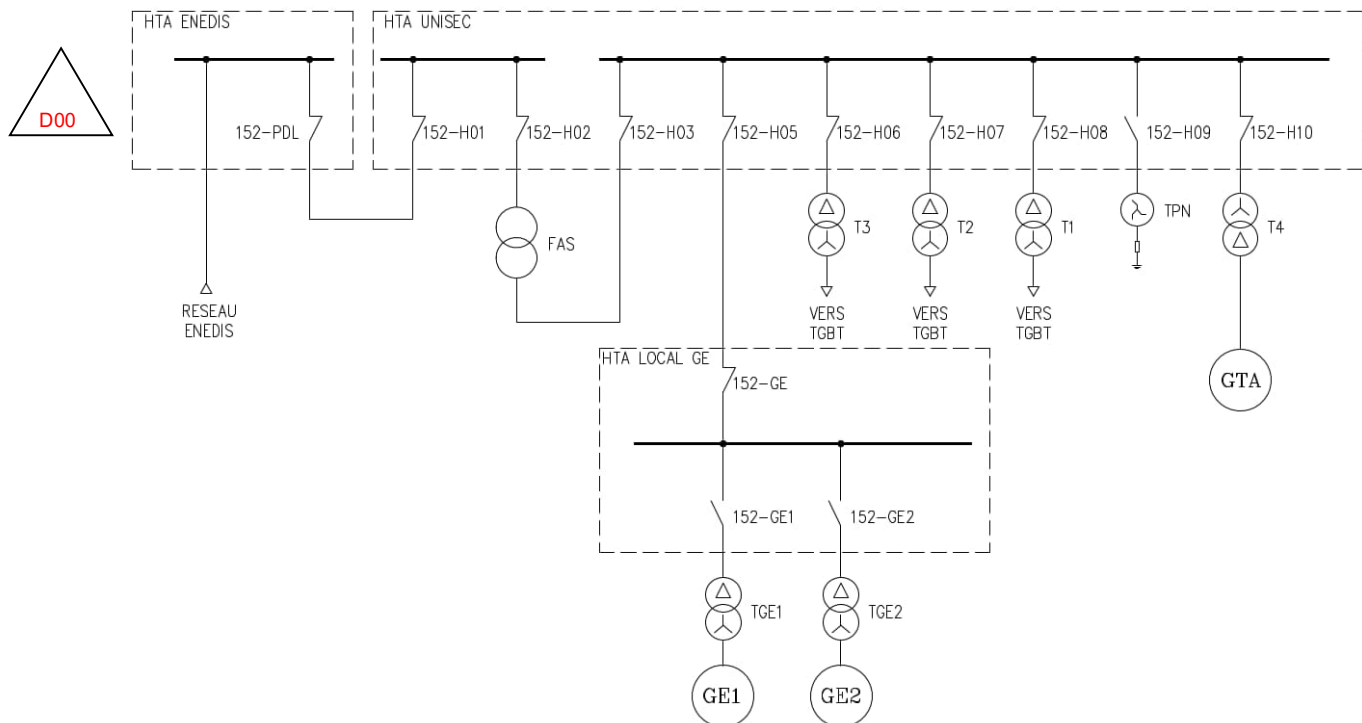 HTA ENEDIS
HTA UNISEC
D00
152-PDL
152-H01
152-H02
152-H03
152-H05
152-H06
152-H07
152-H08
152-H09
152-H10
FAS
T3
T2
T1
TPN
T4
RESEAU
ENEDIS
VERS
TGBT
VERS
TGBT
VERS
TGBT
HTA LOCAL GE
152-GE
GTA
152-GE1
152-GE2
TGE1
TGE2
GE1
GE2